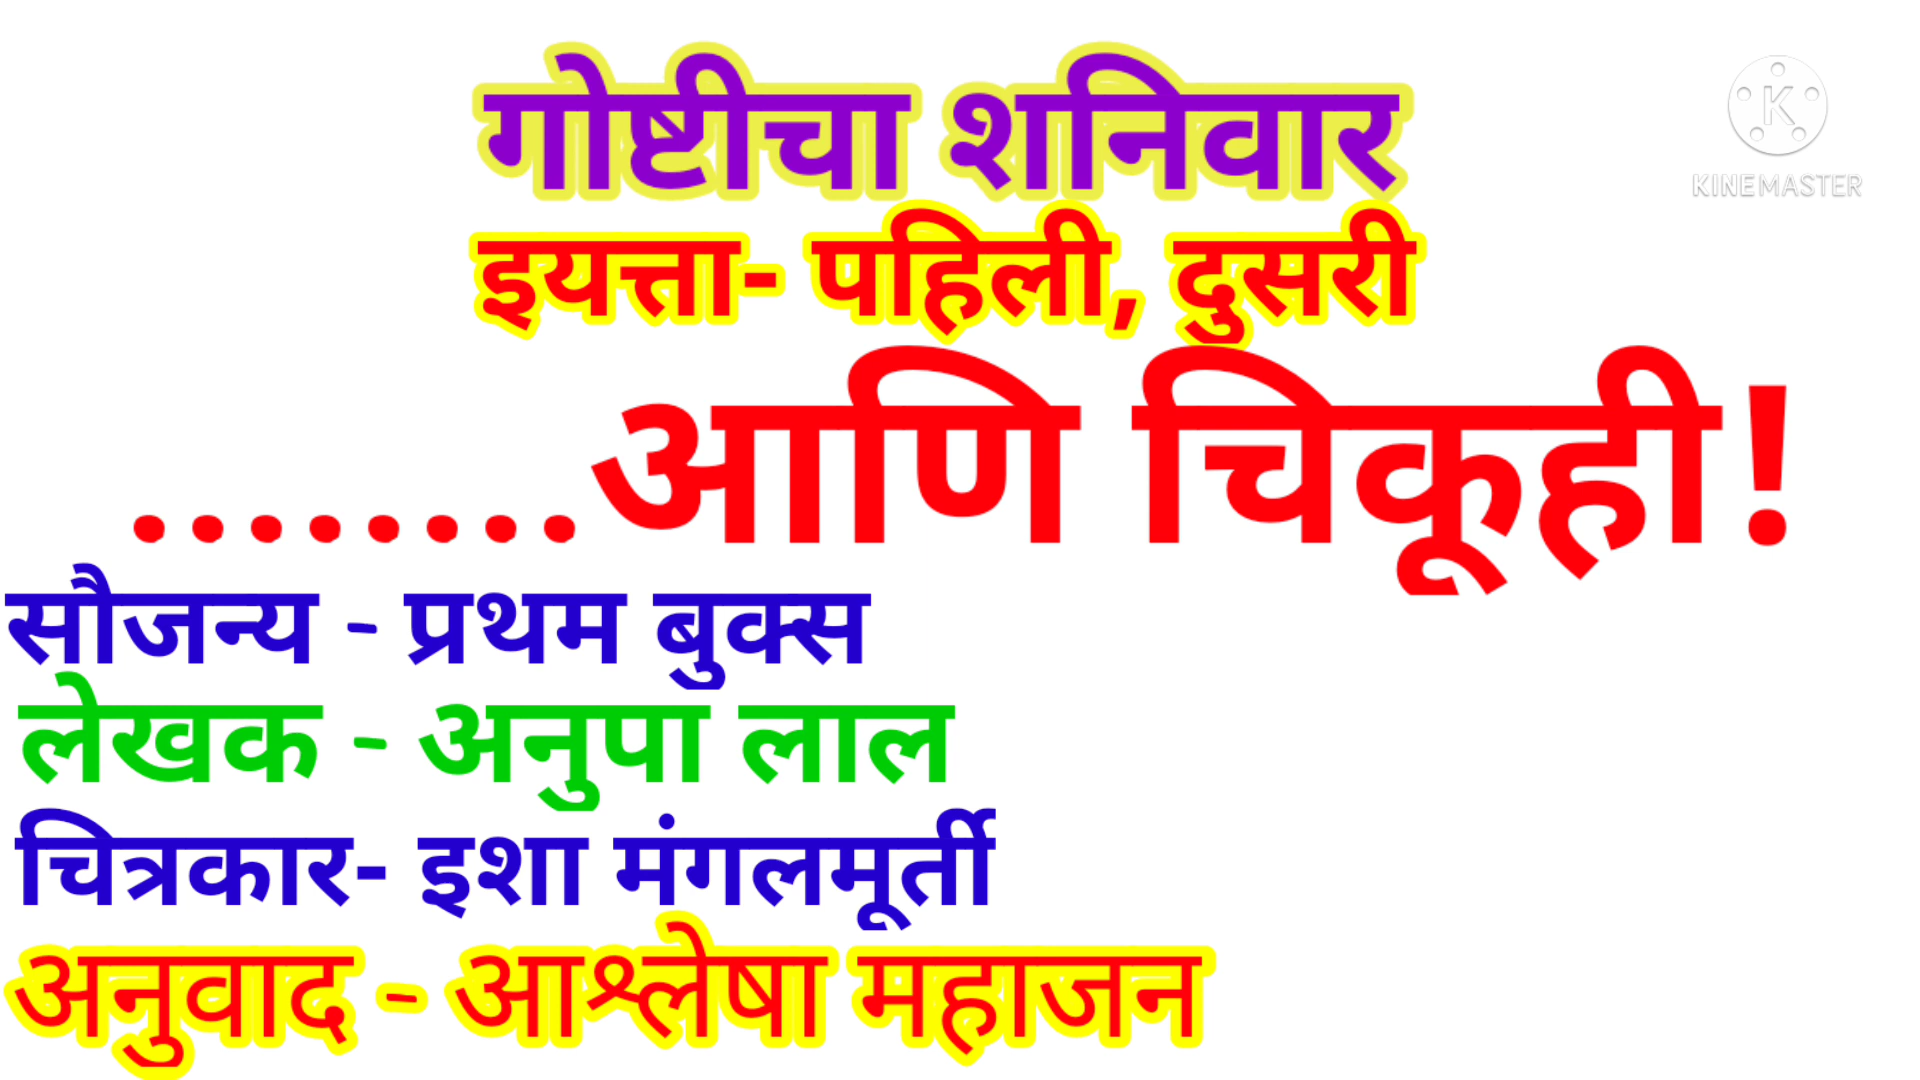 गोष्टीचा शनिवार
K
KINEMASTER
इयत्ता- पहिली, दुसरी
........आणि चिकूही!
सौजन्य - प्रथम बुक्स
लेखक - अनुपा लाल
चित्रकार- इशा मंगलमूर्ती
अनुवाद - आश्लेषा महाजन